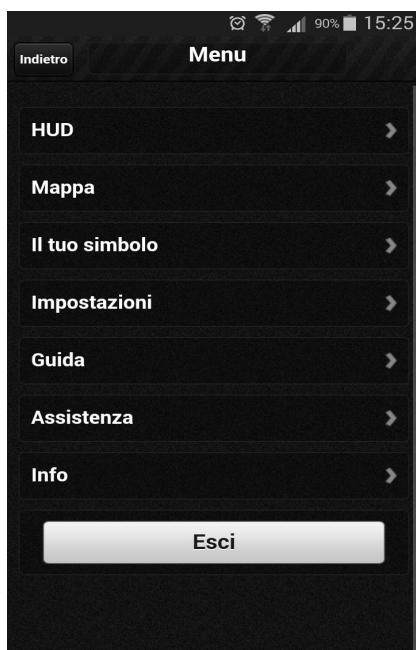 90% 15:25
Indietro Menu
HUD
Mappa
Il tuo simbolo
Impostazioni
Guida
Assistenza
Info
Esci